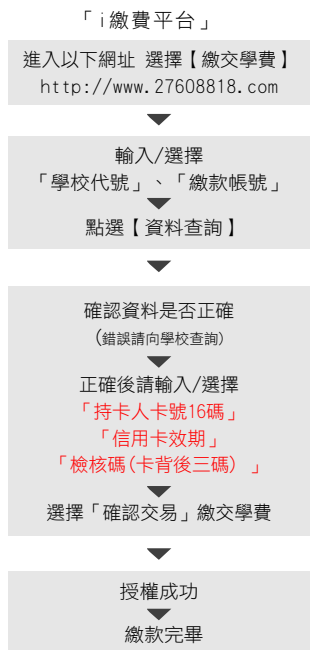 「i繳費平台」
進入以下網址 選擇【繳交學費】
http://www.27608818.com
輸入/選擇
「學校代號」、「繳款帳號」
點選【資料查詢】
確認資料是否正確
(錯誤請向學校查詢)
正確後請輸入/選擇
「持卡人卡號16碼」
「信用卡效期」
「檢核碼(卡背後三碼) 」
選擇「確認交易」繳交學費
授權成功
繳款完畢